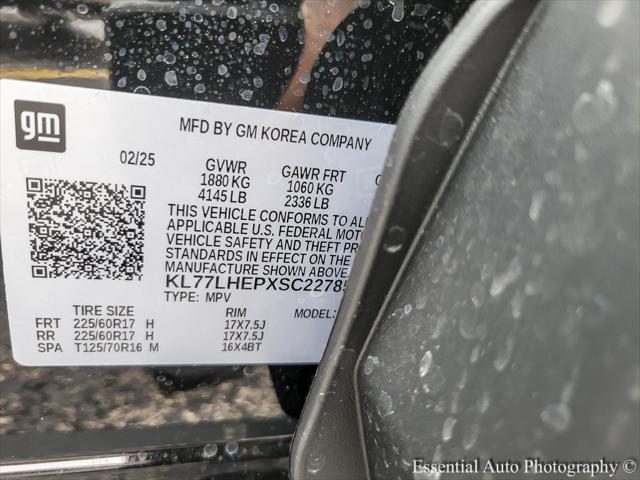 gm
MFD BY GM KOREA COMPANY
02/25 GVWR GAWR FRT
1880 KG 1060 KG
4145 LB 2336 LB
THIS VEHICLE CONFORMS TO ALL
APPLICABLE U.S. FEDERAL MOTO
VEHICLE SAFETY AND THEFT PR
STANDARDS IN EFFECT ON THE
MANUFACTURE SHOWN ABOVE
KL77LHEPXSC22785
TYPE: MPV MODEL:
TIRE SIZE RIM
FRT 225/60R17 H 17X7.5J
RR 225/60R17 H 17X7.5J
SPA T125/70R16 M 16X4BT
Essential Auto Photography ©